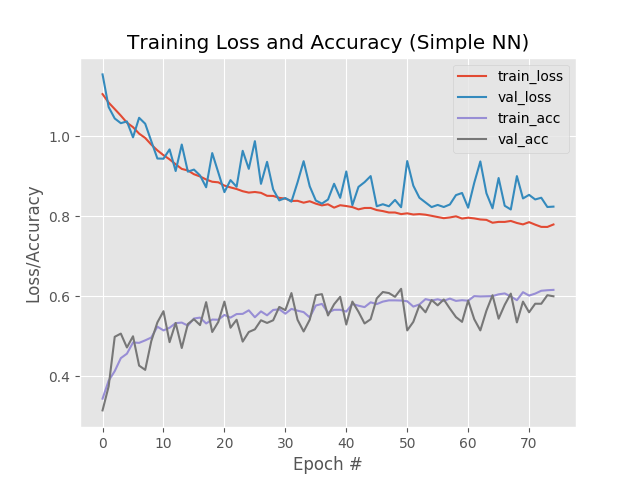 Training Loss and Accuracy (Simple NN)
train_loss
val_loss
train_acc
val_acc
Loss/Accuracy
1.0
0.8
0.6
0.4
0 10 20 30 40 50 60 70
Epoch #